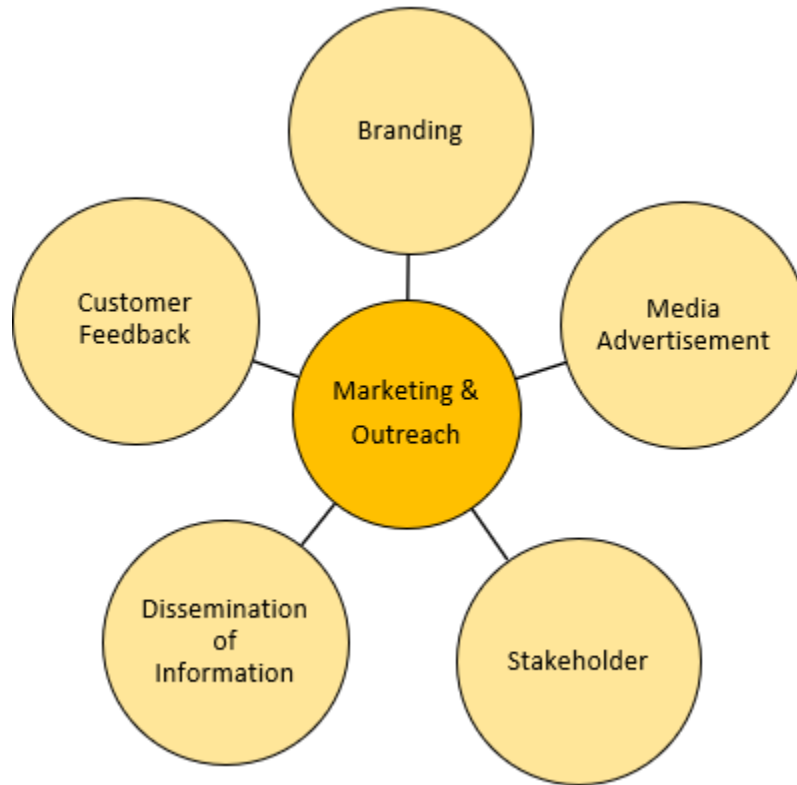 Branding
Customer
Feedback
Media
Advertisement
Marketing &
Outreach
Dissemination
of
Information
Stakeholder